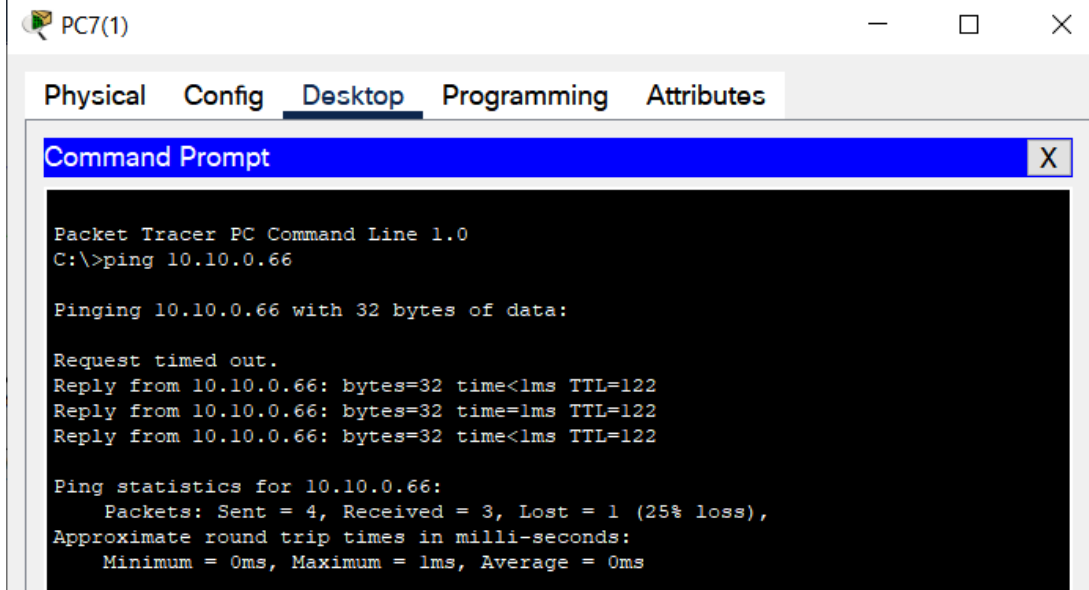 PC7(1)
Physical Config Desktop Programming Attributes
Command Prompt X
Packet Tracer PC Command Line 1.0
C:\>ping 10.10.0.66
Pinging 10.10.0.66 with 32 bytes of data:
Request timed out.
Reply from 10.10.0.66: bytes=32 time<1ms TTL=122
Reply from 10.10.0.66: bytes=32 time=1ms TTL=122
Reply from 10.10.0.66: bytes=32 time<1ms TTL=122
Ping statistics for 10.10.0.66:
Packets: Sent = 4, Received = 3, Lost = 1 (25% loss),
Approximate round trip times in milli-seconds:
Minimum = 0ms, Maximum = 1ms, Average = 0ms